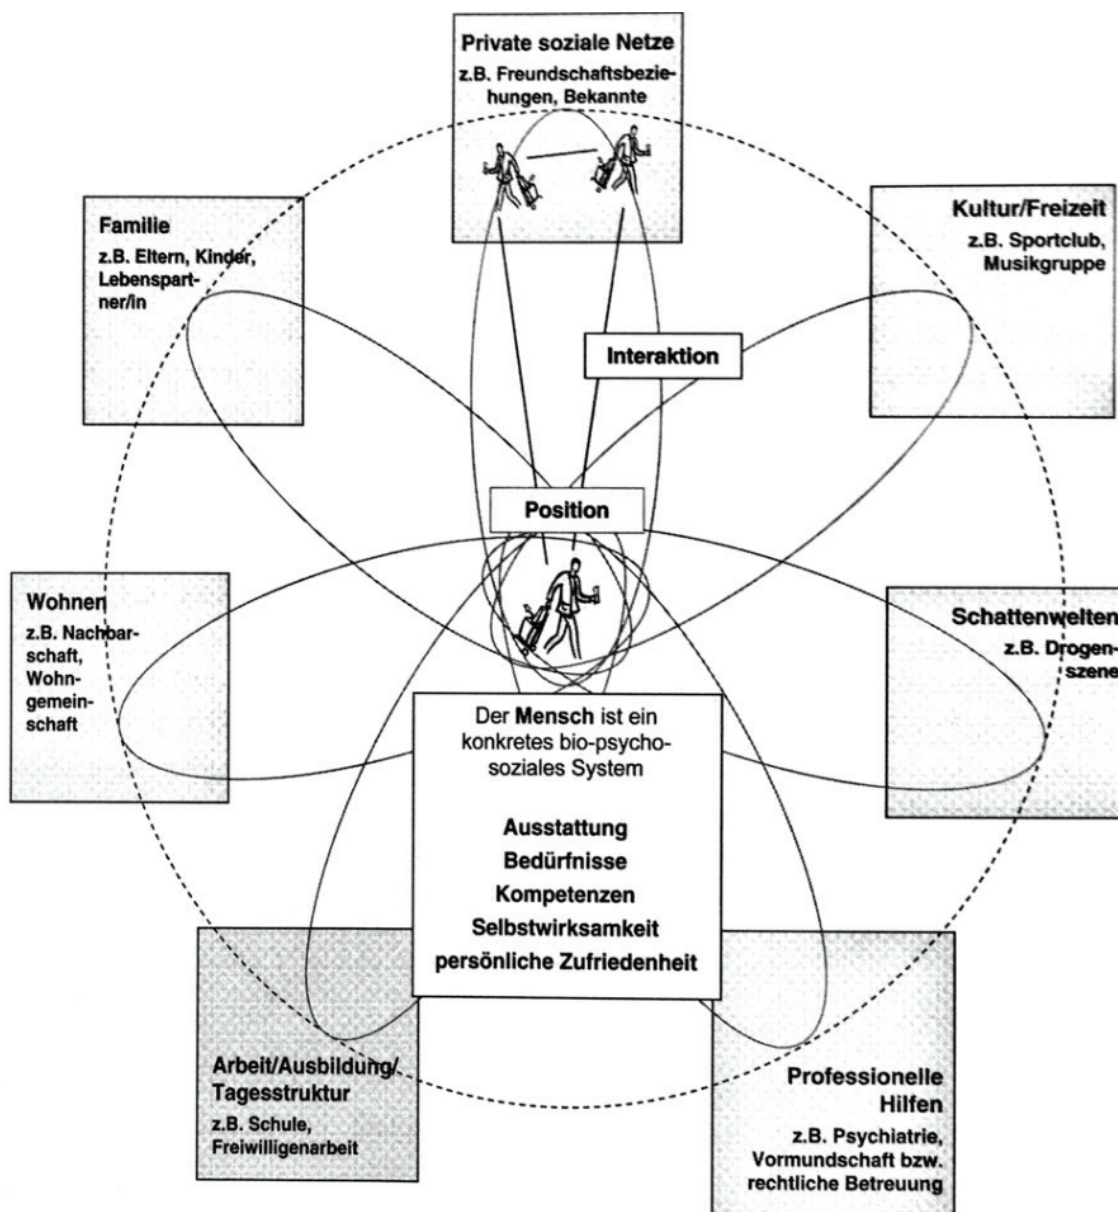 Private soziale Netze
z.B. Freundschaftsbezie-
hungen, Bekannte
Familie
z.B. Eltern, Kinder,
Lebenspart-
ner/in
Kultur/Freizeit
z.B. Sportclub,
Musikgruppe
Interaktion
Position
Wohnen
z.B. Nachbar-
schaft,
Wohn-
gemein-
schaft
Schattenwelten
z.B. Drogen-
szene
Der Mensch ist ein
konkretes bio-psycho-
soziales System
Ausstattung
Bedürfnisse
Kompetenzen
Selbstwirksamkeit
persönliche Zufriedenheit
Arbeit/Ausbildung/
Tagesstruktur
z.B. Schule,
Freiwilligenarbeit
Professionelle
Hilfen
z.B. Psychiatrie,
Vormundschaft bzw.
rechtliche Betreuung